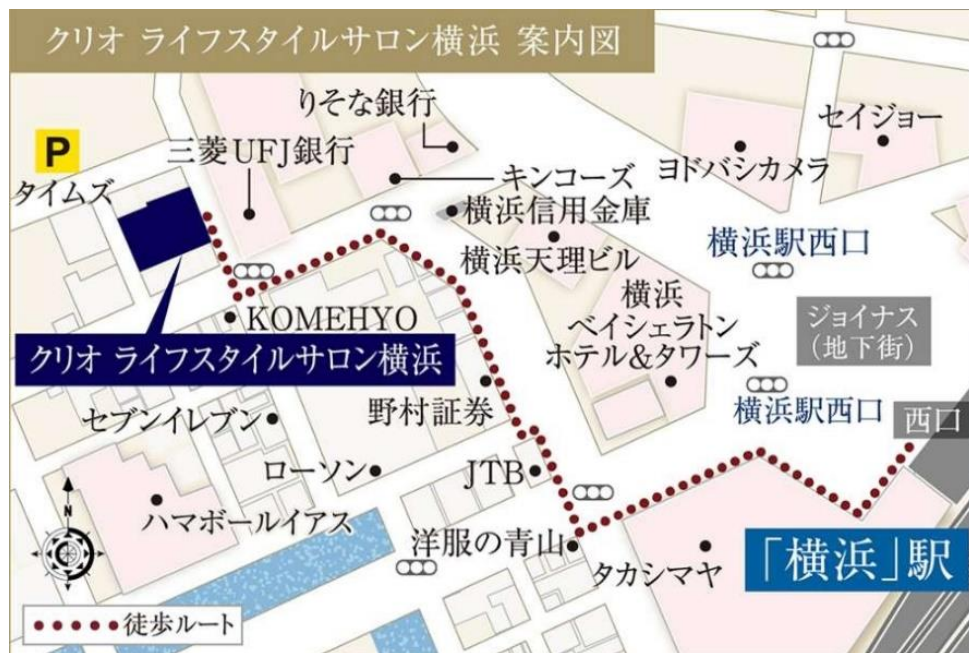 クリオ ライフスタイルサロン横浜 案内図
りそな銀行
セイジョー
P
三菱UFJ銀行
ヨドバシカメラ
タイムズ
キンコーズ
横浜信用金庫
横浜駅西口
横浜天理ビル
横浜
ベイシェラトン
ホテル&タワーズ
ジョイナス
(地下街)
KOMEHYO
クリオ ライフスタイルサロン横浜
野村証券
横浜駅西口
西口
セブンイレブン
ローソン
JTB
N
ハマボールイアス
洋服の青山
タカシマヤ
「横浜」駅
徒歩ルート